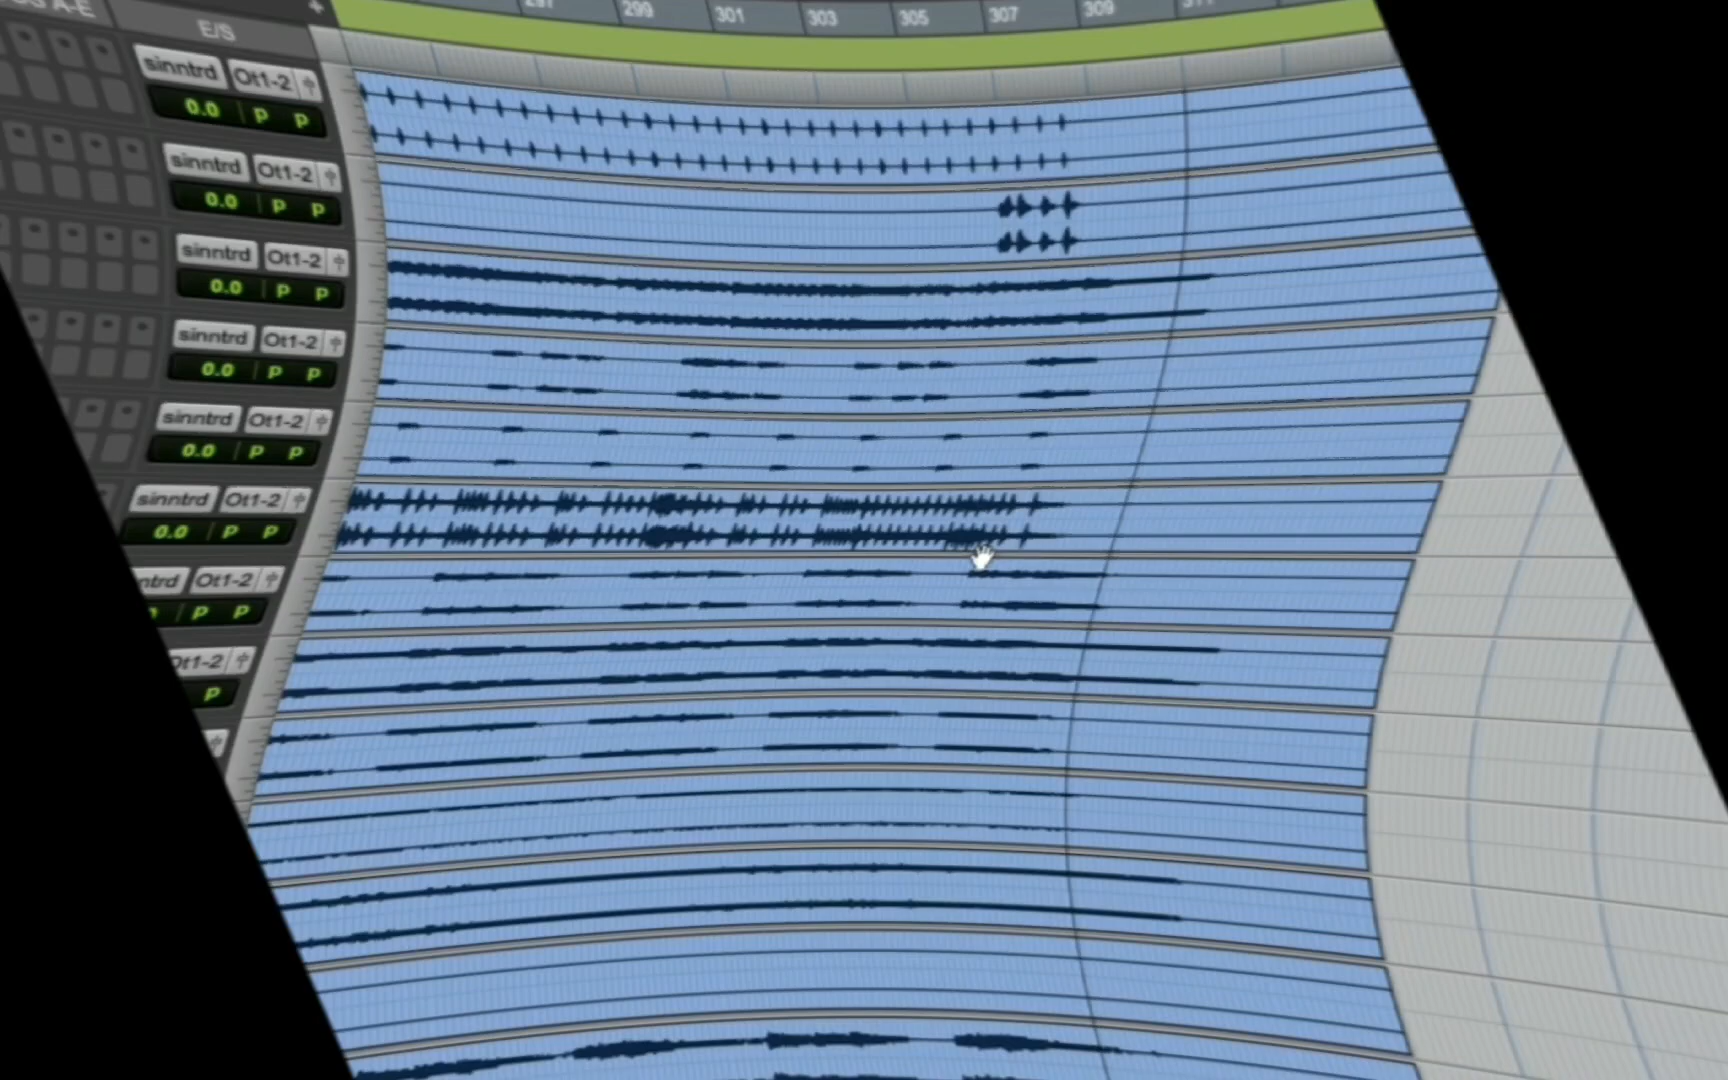 299 301 303 305 307 309
E/S
sinntrd Ot1-2
0.0 P P
sinntrd Ot1-2
0.0 P P
sinntrd Ot1-2
0.0 P P
sinntrd Ot1-2
0.0 P P
sinntrd Ot1-2
0.0 P P
sinntrd Ot1-2
0.0 P P
ntrd Ot1-2
P P
Ot1-2
P